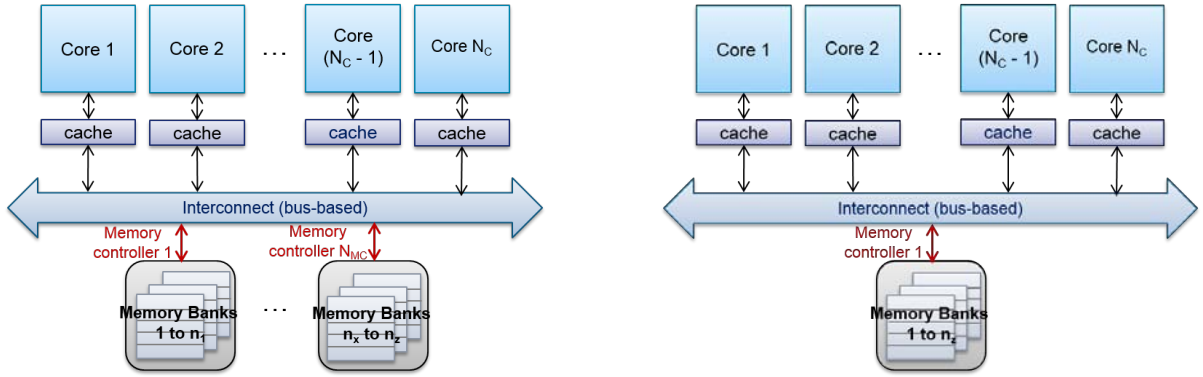 Core 1
Core 2
. . .
Core
(N_C - 1)
Core N_C
cache
cache
cache
cache
Interconnect (bus-based)
Memory
controller 1
Memory
controller N_MC
Memory Banks
1 to n_1
. . .
Memory Banks
n_x to n_z
Core 1
Core 2
. . .
Core
(N_C - 1)
Core N_C
cache
cache
cache
cache
Interconnect (bus-based)
Memory
controller 1
Memory Banks
1 to n_z